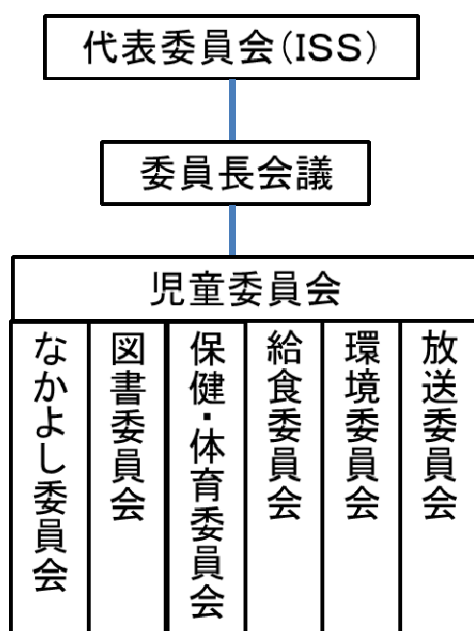 代表委員会(ISS)
委員長会議
児童委員会
なかよし委員会
図書委員会
保健・体育委員会
給食委員会
環境委員会
放送委員会